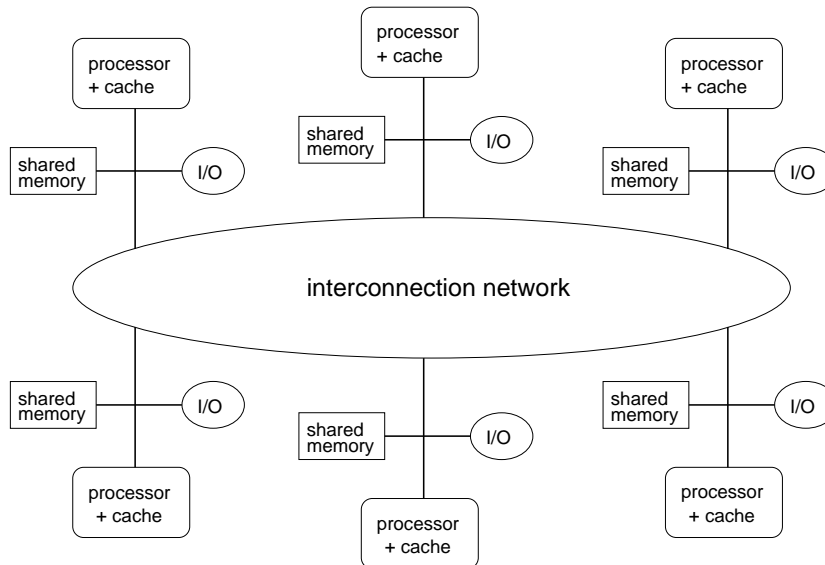 processor
+ cache
shared
memory
I/O
processor
+ cache
shared
memory
I/O
processor
+ cache
shared
memory
I/O
interconnection network
shared
memory
I/O
processor
+ cache
shared
memory
I/O
processor
+ cache
shared
memory
I/O
processor
+ cache